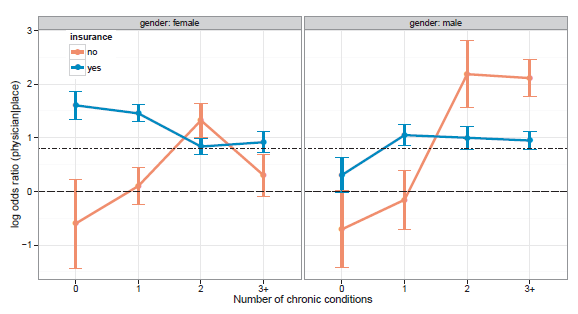 gender: female
gender: male
insurance
no
yes
log odds ratio (physician|place)
3
2
1
0
−1
0 1 2 3+
0 1 2 3+
Number of chronic conditions